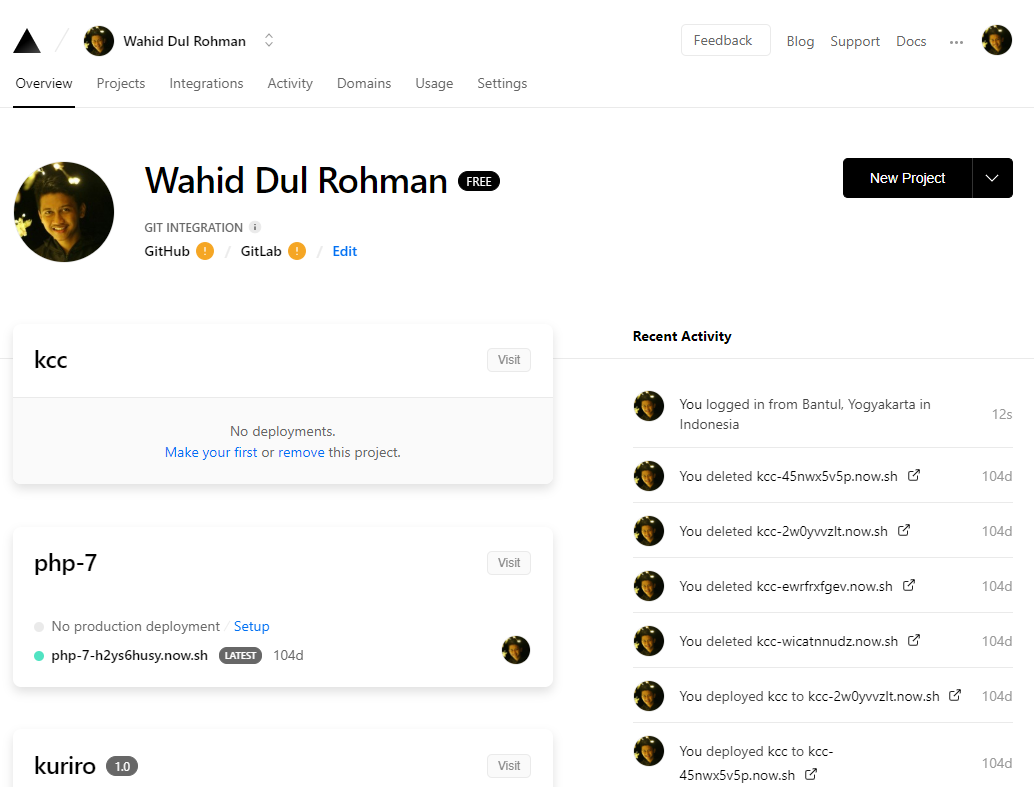 Wahid Dul Rohman
Feedback
Blog
Support
Docs
Overview
Projects
Integrations
Activity
Domains
Usage
Settings
Wahid Dul Rohman FREE
New Project
GIT INTEGRATION i
GitHub ! / GitLab ! / Edit
kcc
Visit
No deployments.
Make your first or remove this project.
php-7
Visit
No production deployment / Setup
php-7-h2ys6husy.now.sh LATEST 104d
kuriro 1.0
Visit
Recent Activity
You logged in from Bantul, Yogyakarta in
Indonesia
12s
You deleted kcc-45nwx5v5p.now.sh 104d
You deleted kcc-2w0yvvzlt.now.sh 104d
You deleted kcc-ewrfrxfgev.now.sh 104d
You deleted kcc-wicatnnudz.now.sh 104d
You deployed kcc to kcc-2w0yvvzlt.now.sh 104d
You deployed kcc to kcc-
45nwx5v5p.now.sh
104d